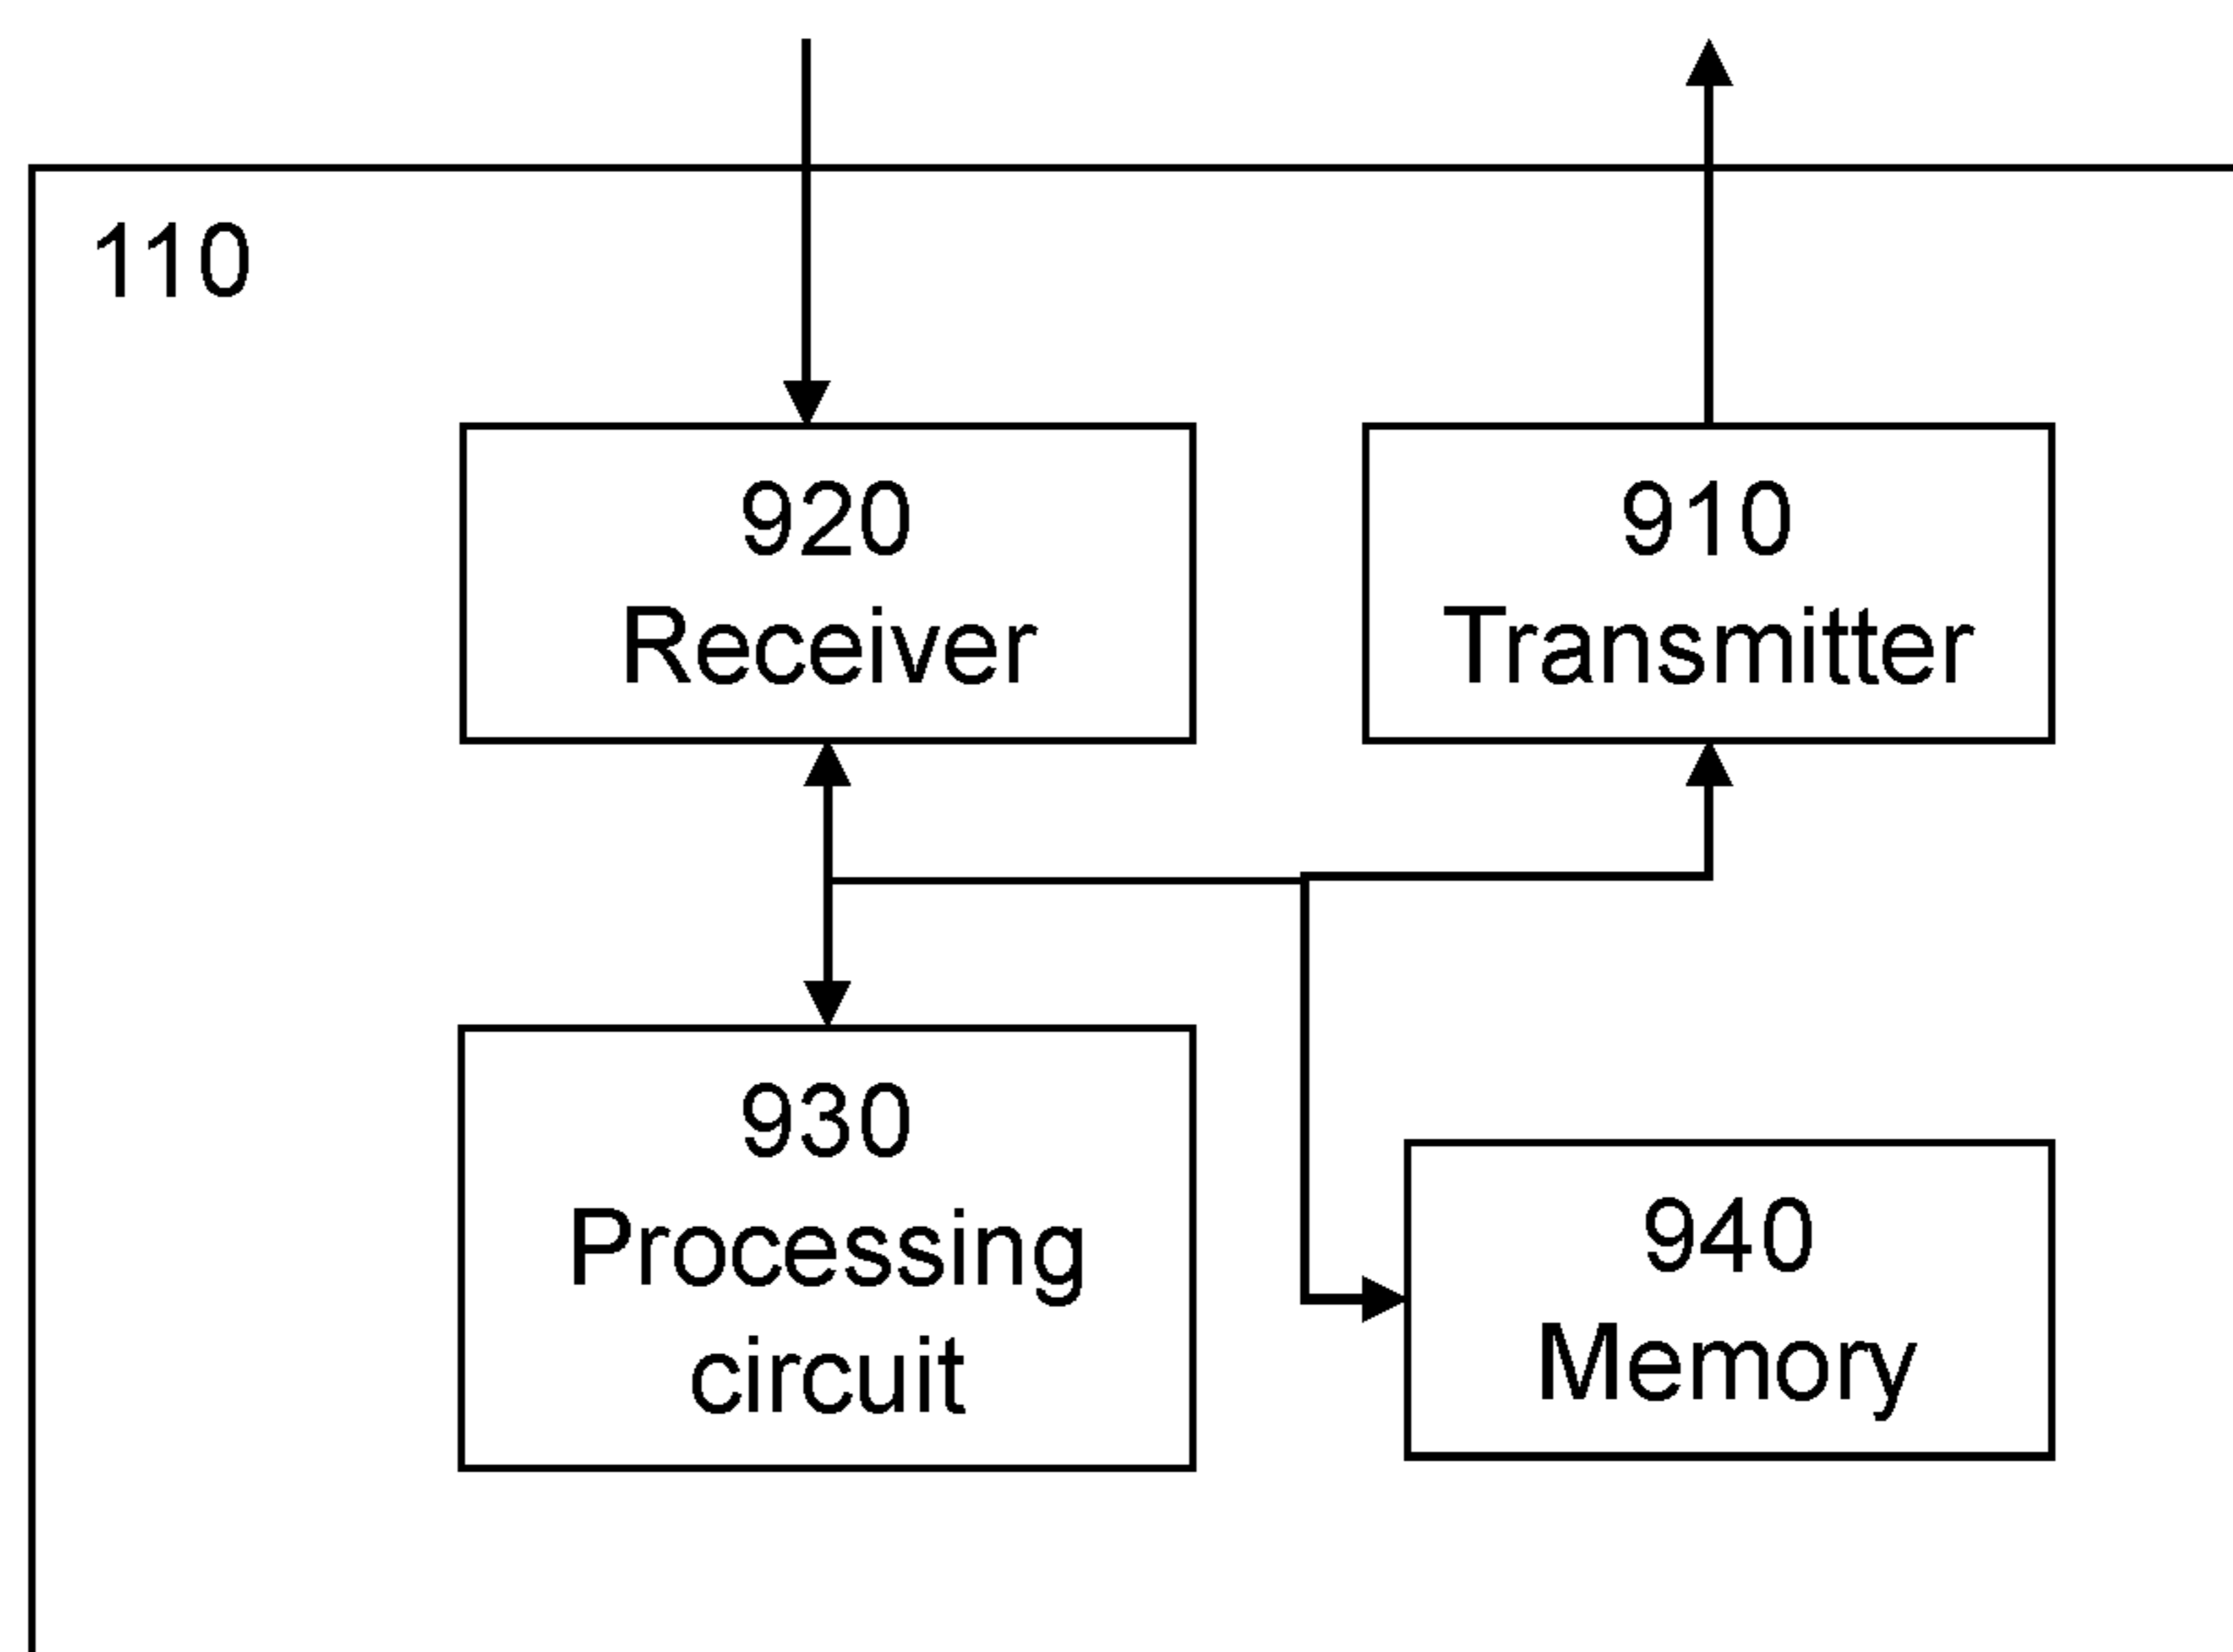 110
920
Receiver
910
Transmitter
930
Processing
circuit
940
Memory